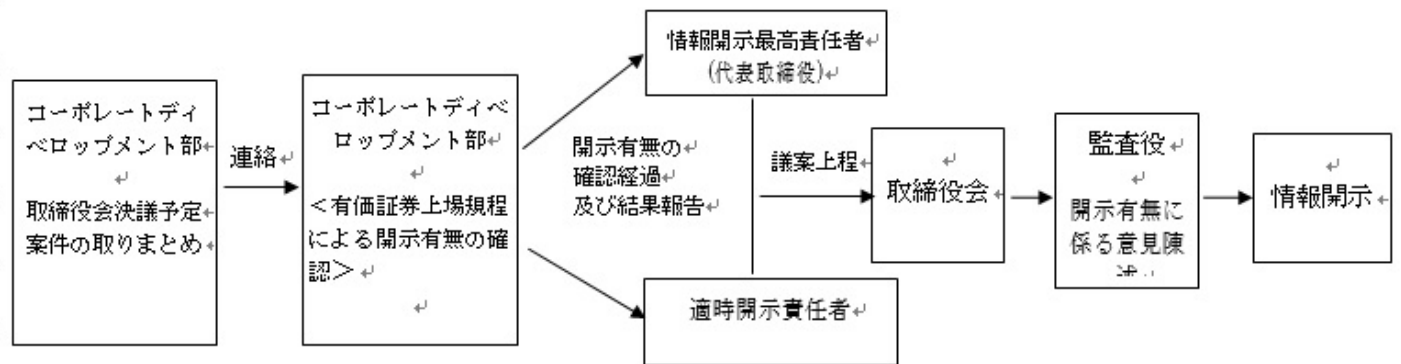 コーポレートディ
ベロップメント部
取締役会決議予定
案件の取りまとめ
連絡
コーポレートディベ
ロップメント部
<有価証券上場規程
による開示有無の確
認>
情報開示最高責任者
(代表取締役)
開示有無の
確認経過
及び結果報告
適時開示責任者
議案上程
取締役会
監査役
開示有無に
係る意見陳
情報開示